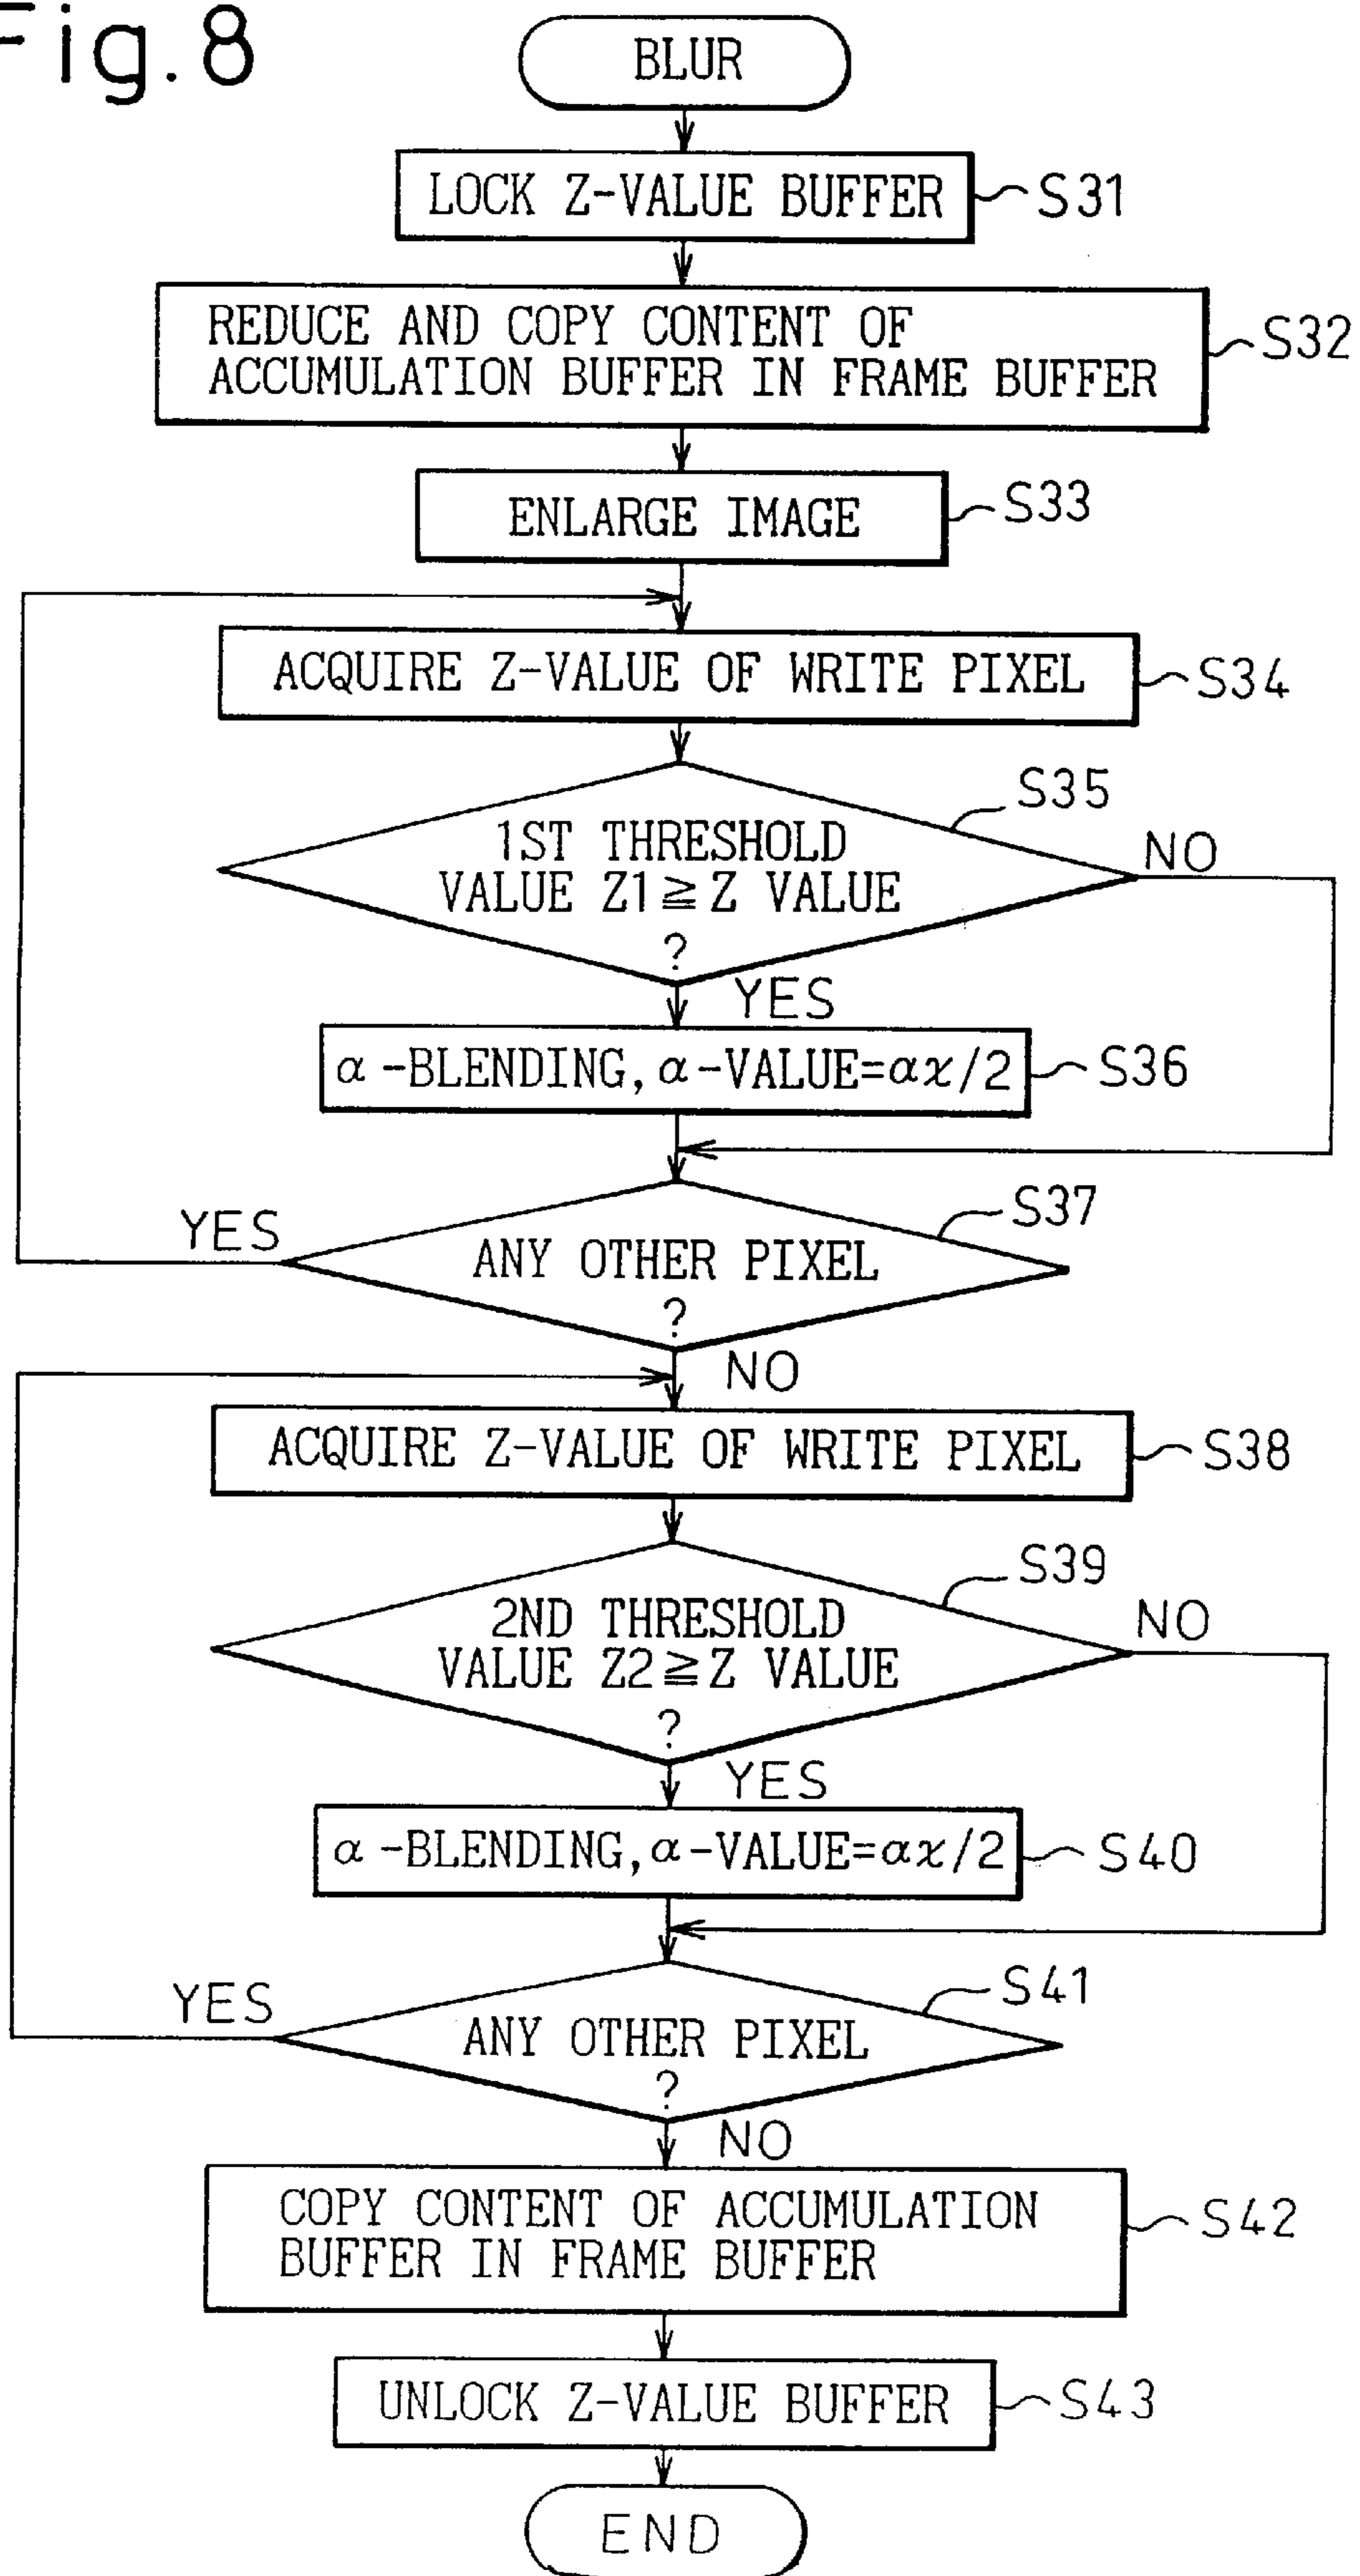 Fig.8
BLUR
LOCK Z-VALUE BUFFER
S31
REDUCE AND COPY CONTENT OF
ACCUMULATION BUFFER IN FRAME BUFFER
S32
ENLARGE IMAGE
S33
ACQUIRE Z-VALUE OF WRITE PIXEL
S34
S35
1ST THRESHOLD
VALUE Z1≧Z VALUE
?
NO
YES
α-BLENDING, α-VALUE=αx/2
S36
S37
YES
ANY OTHER PIXEL
?
NO
ACQUIRE Z-VALUE OF WRITE PIXEL
S38
S39
2ND THRESHOLD
VALUE Z2≧Z VALUE
?
NO
YES
α-BLENDING, α-VALUE=αx/2
S40
S41
YES
ANY OTHER PIXEL
?
NO
COPY CONTENT OF ACCUMULATION
BUFFER IN FRAME BUFFER
S42
UNLOCK Z-VALUE BUFFER
S43
END